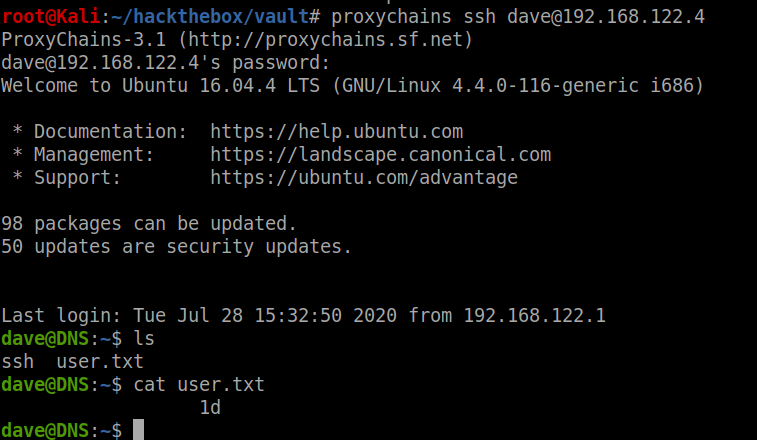 root@Kali:~/hackthebox/vault# proxychains ssh dave@192.168.122.4
ProxyChains-3.1 (http://proxychains.sf.net)
dave@192.168.122.4's password:
Welcome to Ubuntu 16.04.4 LTS (GNU/Linux 4.4.0-116-generic i686)
* Documentation: https://help.ubuntu.com
* Management: https://landscape.canonical.com
* Support: https://ubuntu.com/advantage
98 packages can be updated.
50 updates are security updates.
Last login: Tue Jul 28 15:32:50 2020 from 192.168.122.1
dave@DNS:~$ ls
ssh user.txt
dave@DNS:~$ cat user.txt
1d
dave@DNS:~$